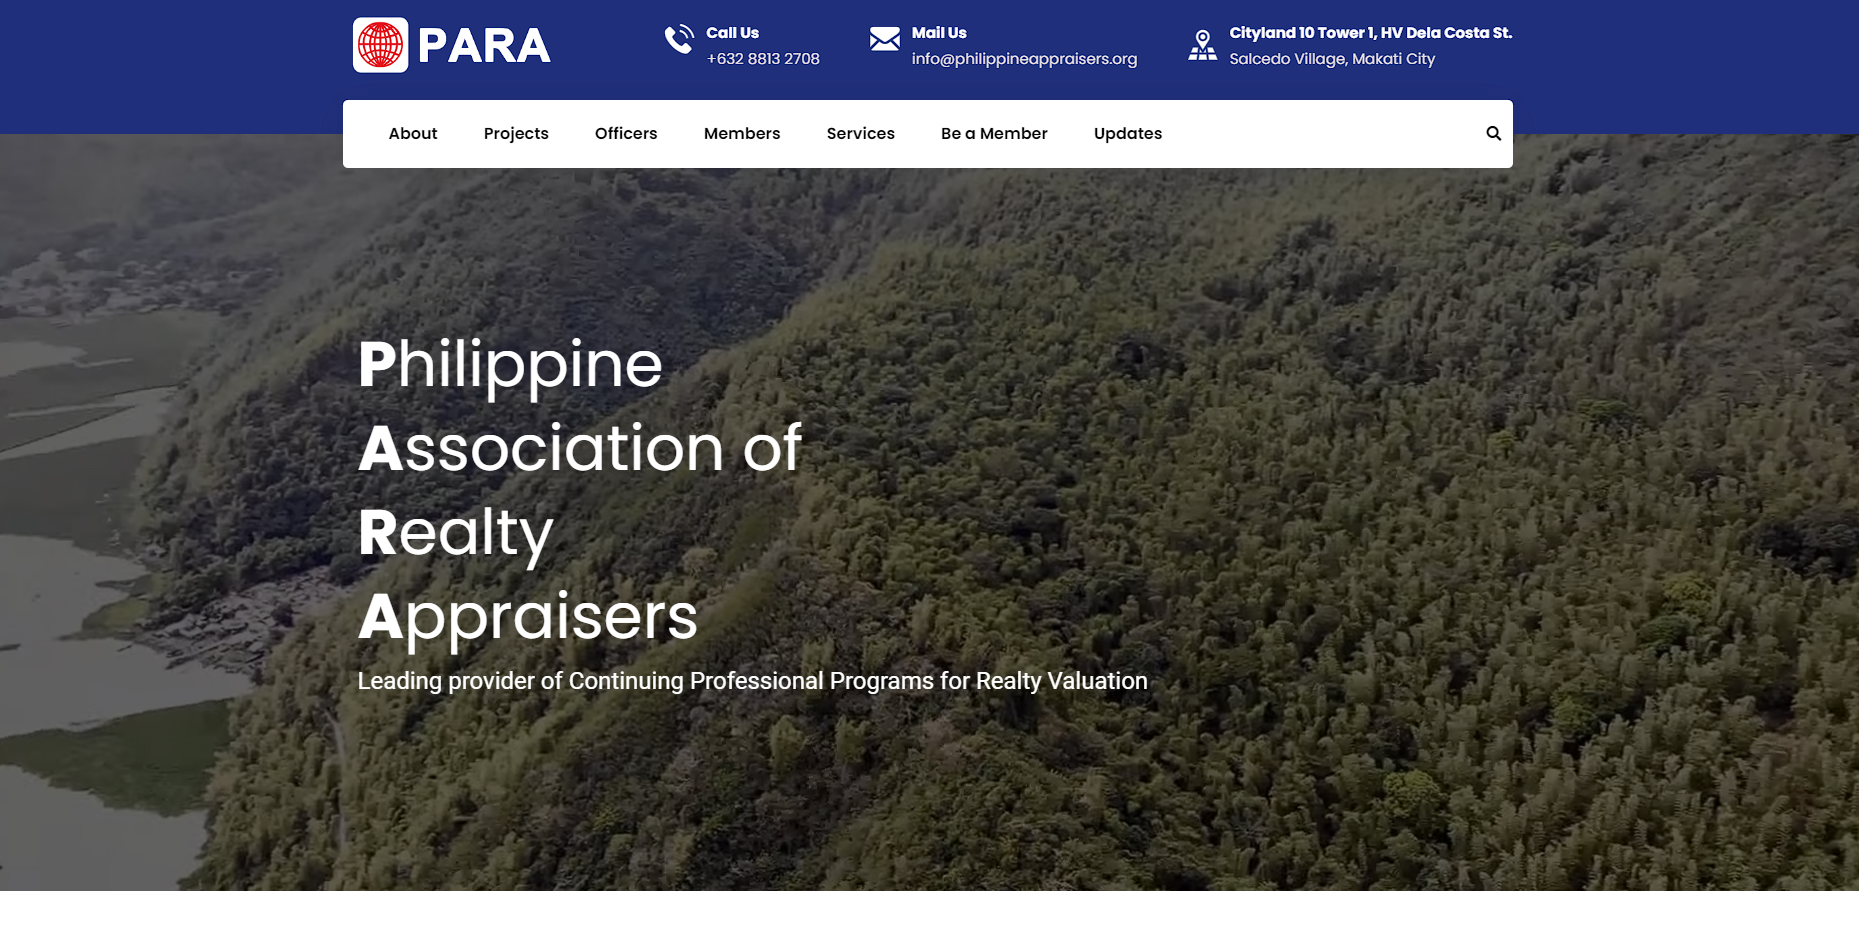 PARA
Call Us
+632 8813 2708
Mail Us
info@philippineappraisers.org
Cityland 10 Tower 1, HV Dela Costa St.
Salcedo Village, Makati City
About
Projects
Officers
Members
Services
Be a Member
Updates
Philippine
Association of
Realty
Appraisers
Leading provider of Continuing Professional Programs for Realty Valuation